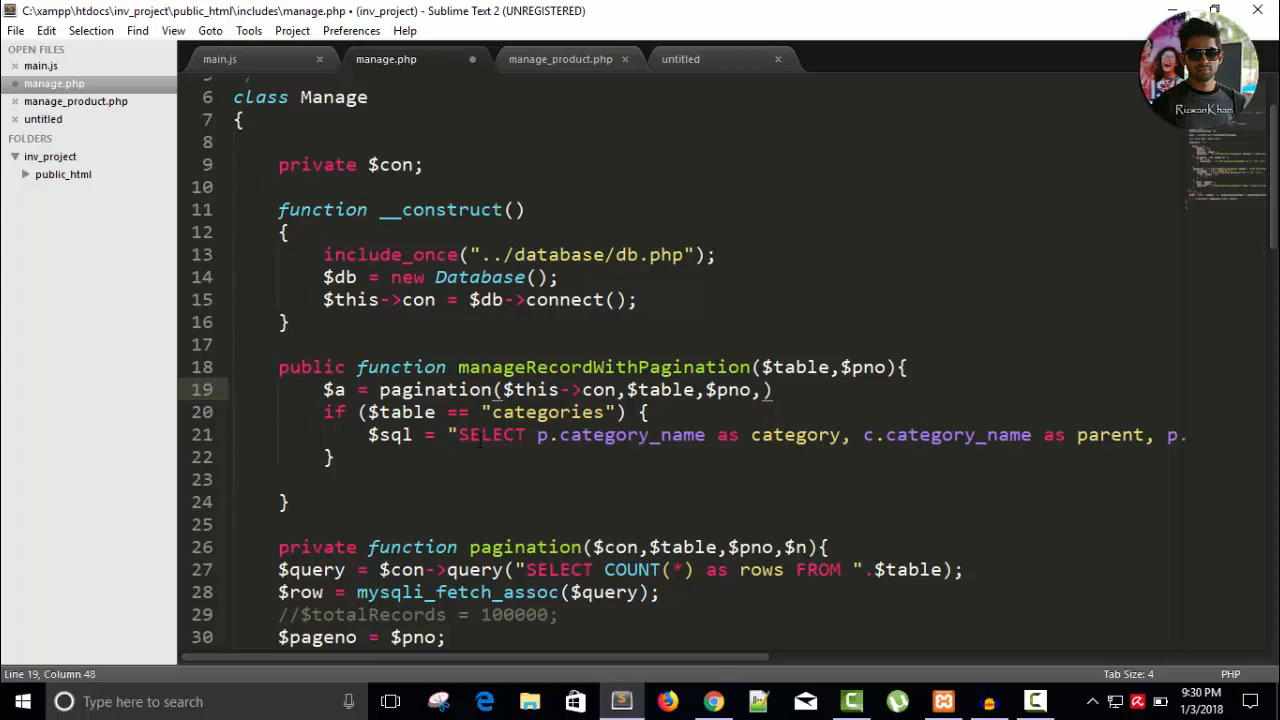 C:\xampp\htdocs\inv_project\public_html\includes\manage.php • (inv_project) - Sublime Text 2 (UNREGISTERED)
File Edit Selection Find View Goto Tools Project Preferences Help
OPEN FILES
main.js
manage.php
manage_product.php
untitled
FOLDERS
inv_project
public_html
main.js × manage.php manage_product.php × untitled ×
RizwanKhan
5 /
6 class Manage
7 {
8
9 private $con;
10
11 function __construct()
12 {
13 include_once("../database/db.php");
14 $db = new Database();
15 $this->con = $db->connect();
16 }
17
18 public function manageRecordWithPagination($table,$pno){
19 $a = pagination($this->con,$table,$pno,)
20 if ($table == "categories") {
21 $sql = "SELECT p.category_name as category, c.category_name as parent, p.
22 }
23
24 }
25
26 private function pagination($con,$table,$pno,$n){
27 $query = $con->query("SELECT COUNT(*) as rows FROM ".$table);
28 $row = mysqli_fetch_assoc($query);
29 //$totalRecords = 100000;
30 $pageno = $pno;
Line 19, Column 48 Tab Size: 4 PHP
Type here to search
9:30 PM
1/3/2018